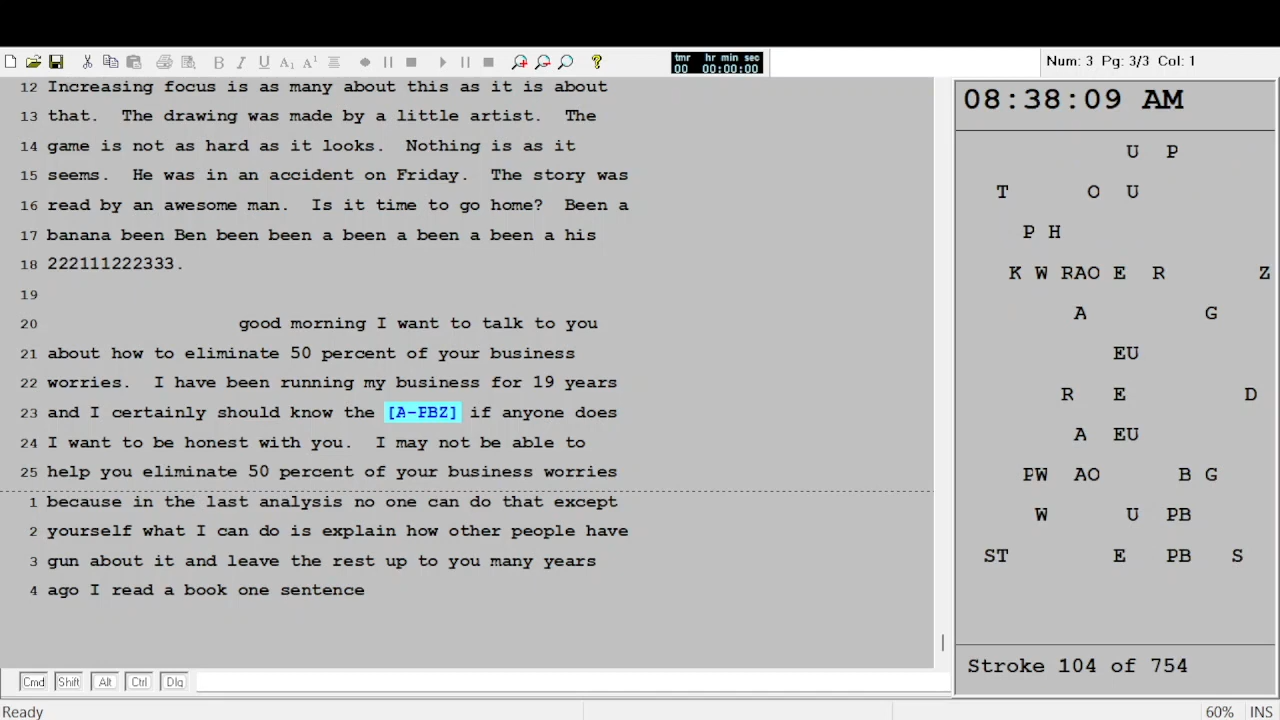 B I U A₁ A¹ ? tmr hr min sec
00 00:00:00
Num: 3 Pg: 3/3 Col: 1
12 Increasing focus is as many about this as it is about
13 that. The drawing was made by a little artist. The
14 game is not as hard as it looks. Nothing is as it
15 seems. He was in an accident on Friday. The story was
16 read by an awesome man. Is it time to go home? Been a
17 banana been Ben been been a been a been a been a his
18 222111222333.
19
20 good morning I want to talk to you
21 about how to eliminate 50 percent of your business
22 worries. I have been running my business for 19 years
23 and I certainly should know the [A-PBZ] if anyone does
24 I want to be honest with you. I may not be able to
25 help you eliminate 50 percent of your business worries
1 because in the last analysis no one can do that except
2 yourself what I can do is explain how other people have
3 gun about it and leave the rest up to you many years
4 ago I read a book one sentence
08:38:09 AM
U P
T O U
P H
K W RAO E R Z
A G
EU
R E D
A EU
PW AO B G
W U PB
ST E PB S
Stroke 104 of 754
Cmd Shift Alt Ctrl Dlg
Ready
60% INS